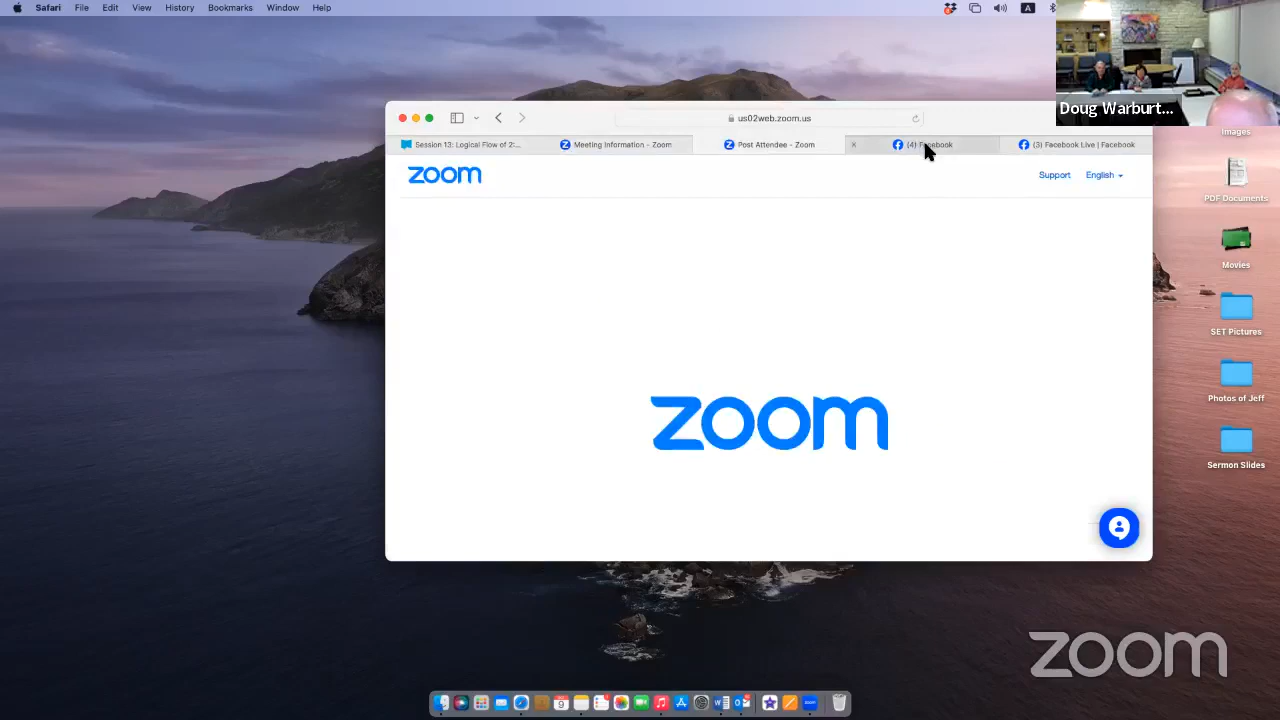 Safari File Edit View History Bookmarks Window Help
A
Doug Warburt...
us02web.zoom.us
Session 13: Logical Flow of 2:...
Meeting Information - Zoom
Post Attendee - Zoom
(4) Facebook
(3) Facebook Live | Facebook
zoom
Support
English
zoom
Images
PDF Documents
Movies
SET Pictures
Photos of Jeff
Sermon Slides
zoom
9